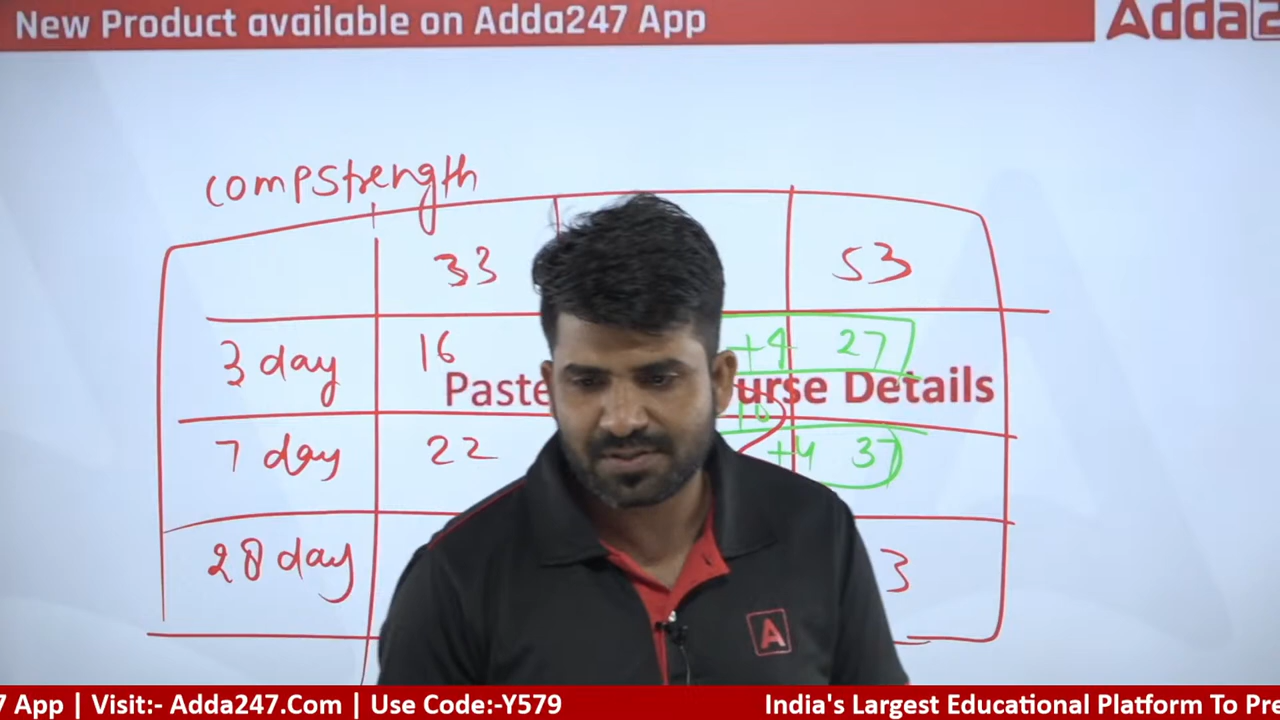 New Product available on Adda247 App
Adda2
compstrength
33 53
3 day 16 +4 27
Paste urse Details
10
7 day 22 +4 37
28 day 3
7 App | Visit:- Adda247.Com | Use Code:-Y579 India's Largest Educational Platform To Pre
A